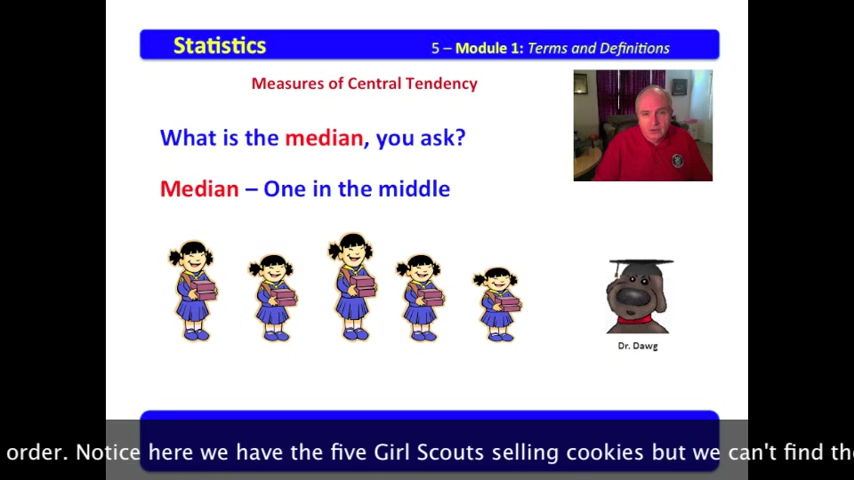 Statistics
5 – Module 1: Terms and Definitions
Measures of Central Tendency
What is the median, you ask?
Median – One in the middle
Dr. Dawg
order. Notice here we have the five Girl Scouts selling cookies but we can't find the